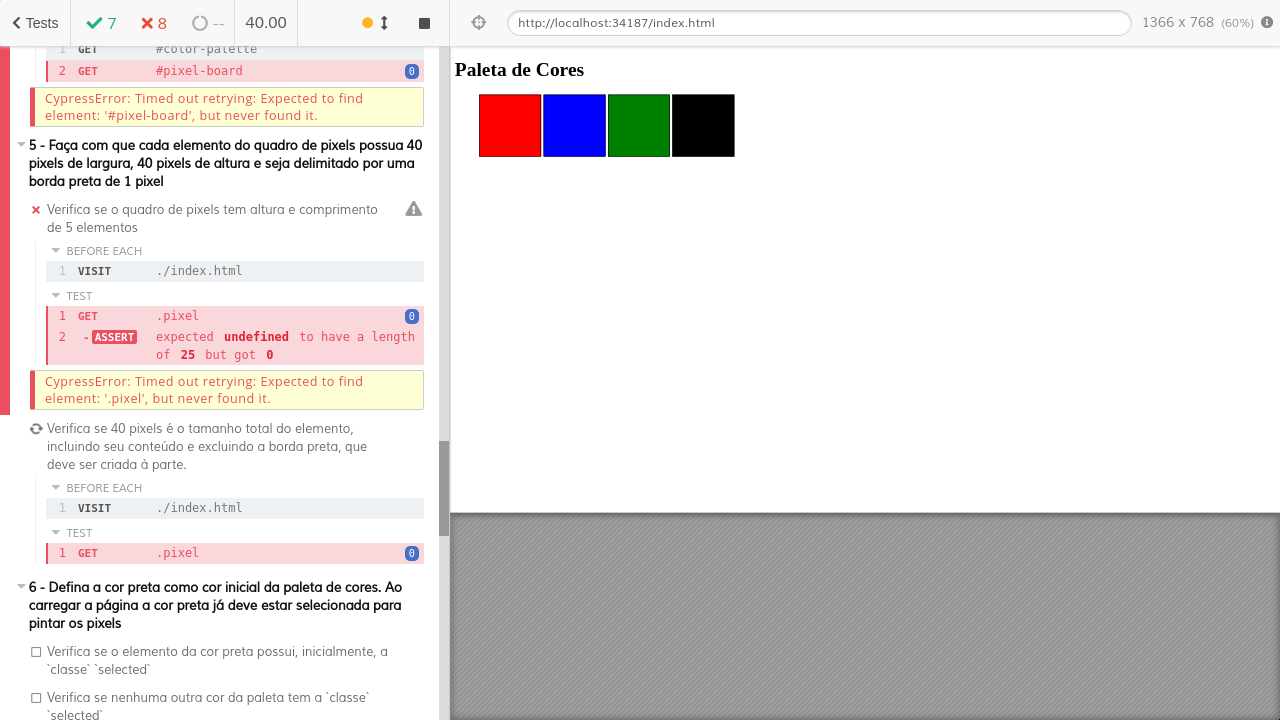 Tests
7
8
--
40.00
http://localhost:34187/index.html
1366 x 768 (60%)
1 GET #color-palette
2 GET #pixel-board 0
CypressError: Timed out retrying: Expected to find
element: '#pixel-board', but never found it.
5 - Faça com que cada elemento do quadro de pixels possua 40
pixels de largura, 40 pixels de altura e seja delimitado por uma
borda preta de 1 pixel
Verifica se o quadro de pixels tem altura e comprimento
de 5 elementos
BEFORE EACH
1 VISIT ./index.html
TEST
1 GET .pixel 0
2 -ASSERT expected undefined to have a length
of 25 but got 0
CypressError: Timed out retrying: Expected to find
element: '.pixel', but never found it.
Verifica se 40 pixels é o tamanho total do elemento,
incluindo seu conteúdo e excluindo a borda preta, que
deve ser criada à parte.
BEFORE EACH
1 VISIT ./index.html
TEST
1 GET .pixel 0
6 - Defina a cor preta como cor inicial da paleta de cores. Ao
carregar a página a cor preta já deve estar selecionada para
pintar os pixels
Verifica se o elemento da cor preta possui, inicialmente, a
`classe` `selected`
Verifica se nenhuma outra cor da paleta tem a `classe`
`selected`
Paleta de Cores